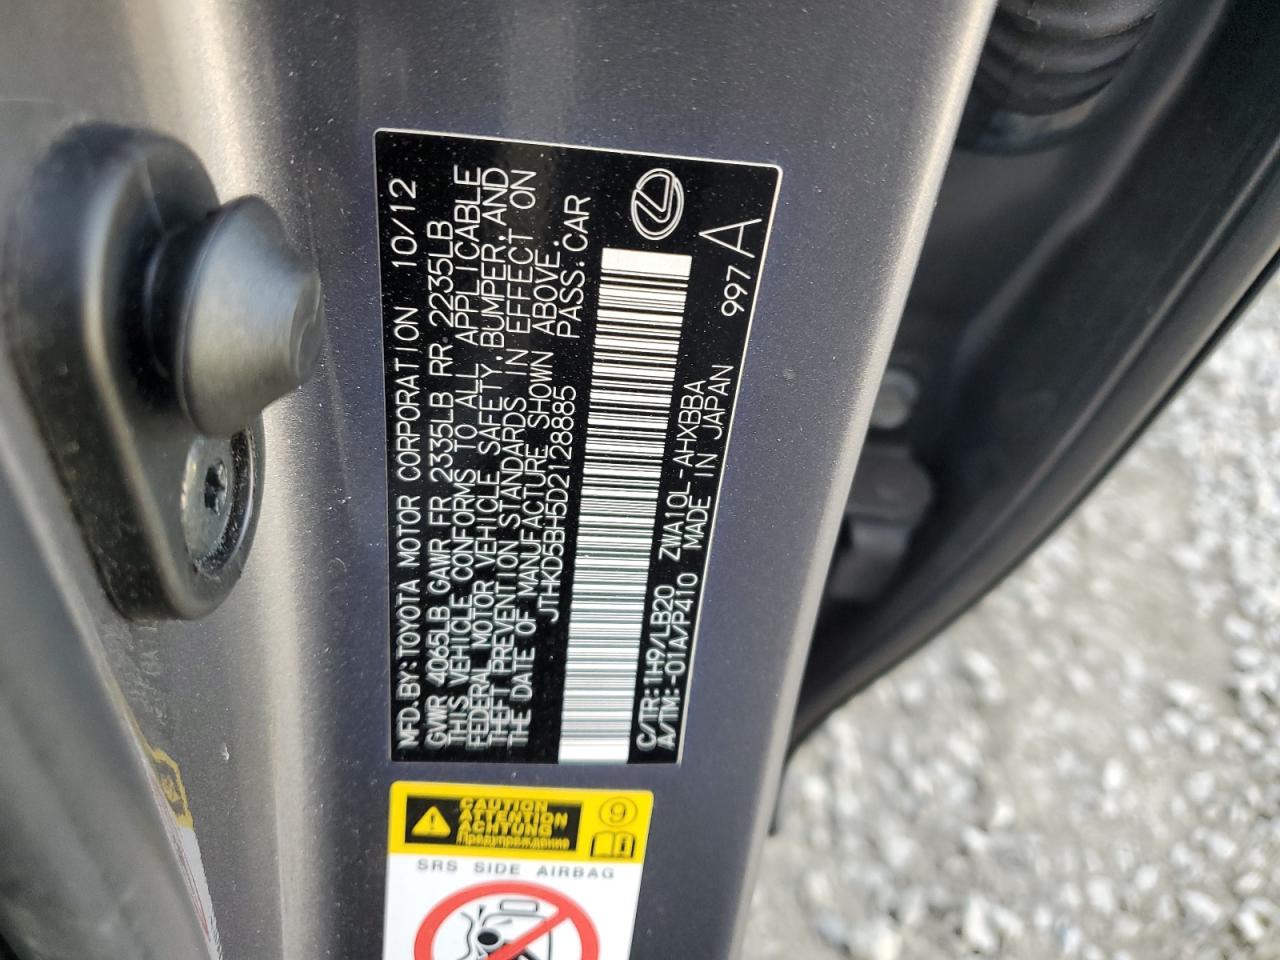 MFD.BY:TOYOTA MOTOR CORPORATION 10/12
GVWR 4065LB GAWR FR 2335LB RR 2235LB
THIS VEHICLE CONFORMS TO ALL APPLICABLE
FEDERAL MOTOR VEHICLE SAFETY,BUMPER,AND
THEFT PREVENTION STANDARDS IN EFFECT ON
THE DATE OF MANUFACTURE SHOWN ABOVE.
JTHKD5BH5D2128885 PASS.CAR
C/TR:1H9/LB20 ZWA10L-AHXBBA
A/TM:-01A/P410 MADE IN JAPAN
997 A
CAUTION
ATTENTION
ACHTUNG
Предупреждение
9
SRS SIDE AIRBAG